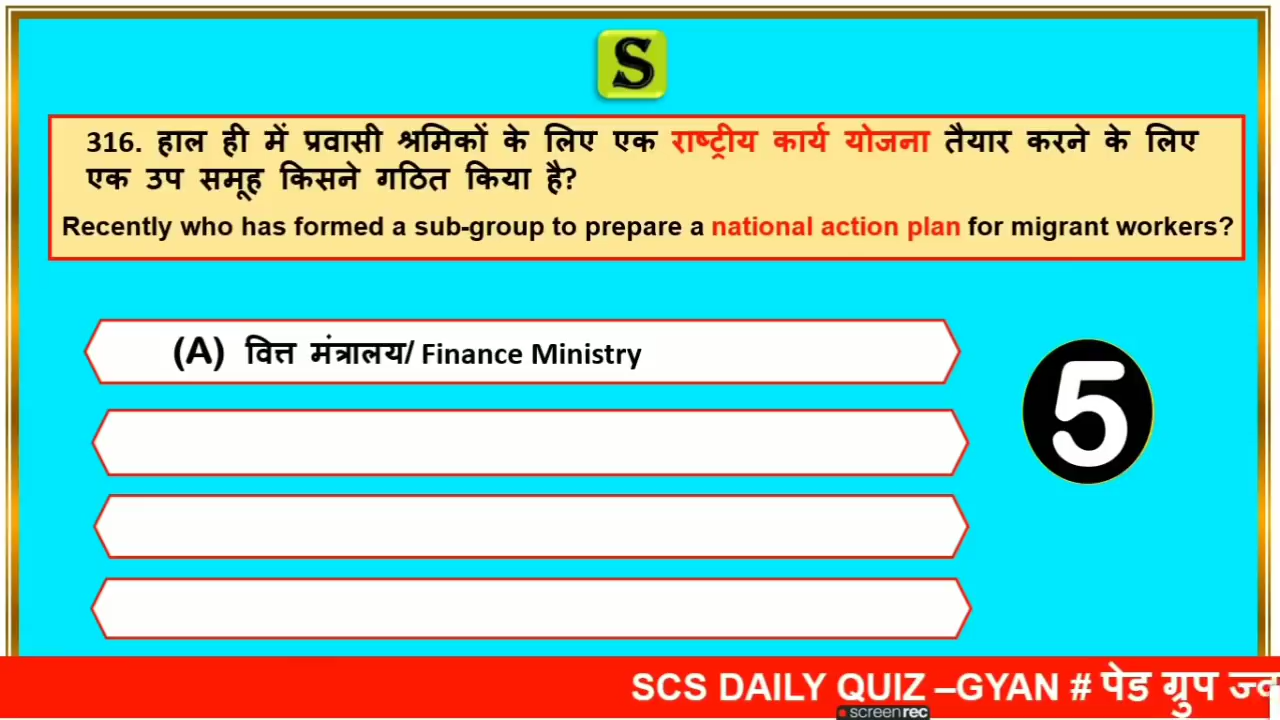 S
316. हाल ही में प्रवासी श्रमिकों के लिए एक राष्ट्रीय कार्य योजना तैयार करने के लिए
एक उप समूह किसने गठित किया है?
Recently who has formed a sub-group to prepare a national action plan for migrant workers?
(A) वित्त मंत्रालय/ Finance Ministry
5
SCS DAILY QUIZ –GYAN # पेड ग्रुप
screenrec